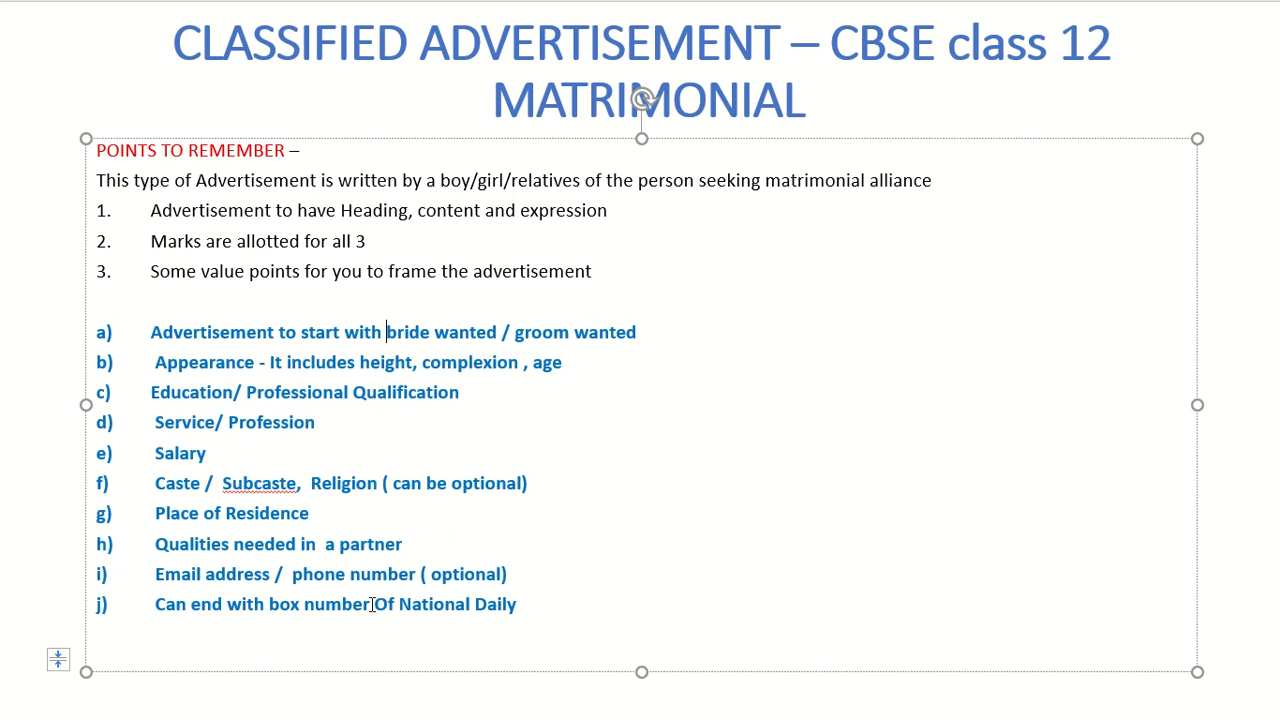 CLASSIFIED ADVERTISEMENT – CBSE class 12
MATRIMONIAL
POINTS TO REMEMBER –
This type of Advertisement is written by a boy/girl/relatives of the person seeking matrimonial alliance
1. Advertisement to have Heading, content and expression
2. Marks are allotted for all 3
3. Some value points for you to frame the advertisement
a) Advertisement to start with bride wanted / groom wanted
b) Appearance - It includes height, complexion , age
c) Education/ Professional Qualification
d) Service/ Profession
e) Salary
f) Caste / Subcaste, Religion ( can be optional)
g) Place of Residence
h) Qualities needed in a partner
i) Email address / phone number ( optional)
j) Can end with box number Of National Daily